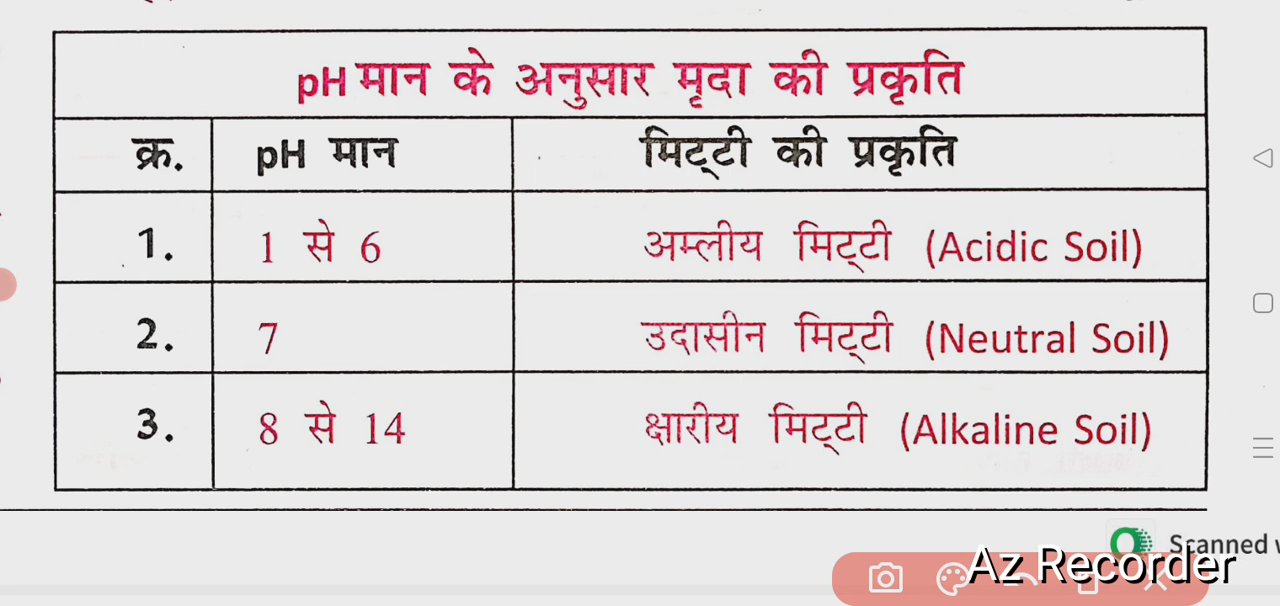 pH मान के अनुसार मृदा की प्रकृति
क्र. pH मान मिट्‌टी की प्रकृति
1. 1 से 6 अम्लीय मिट्‌टी (Acidic Soil)
2. 7 उदासीन मिट्‌टी (Neutral Soil)
3. 8 से 14 क्षारीय मिट्‌टी (Alkaline Soil)
Scanned
Az Recorder